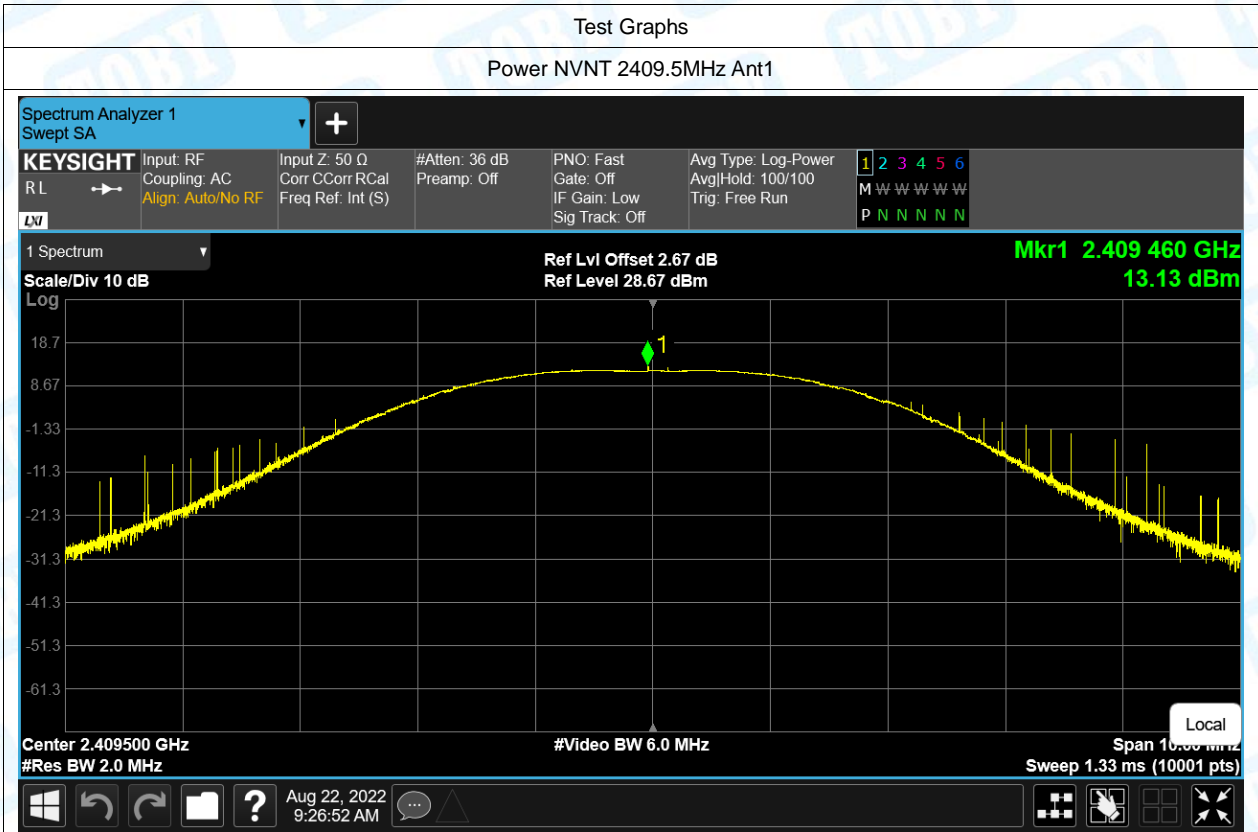 Test Graphs
Power NVNT 2409.5MHz Ant1
Spectrum Analyzer 1
Swept SA
KEYSIGHT
R L
LXI
Input: RF
Coupling: AC
Align: Auto/No RF
Input Z: 50 Ω
Corr CCorr RCal
Freq Ref: Int (S)
#Atten: 36 dB
Preamp: Off
PNO: Fast
Gate: Off
IF Gain: Low
Sig Track: Off
Avg Type: Log-Power
Avg|Hold: 100/100
Trig: Free Run
1 2 3 4 5 6
M W W W W W
P N N N N N
1 Spectrum
Scale/Div 10 dB
Log
Ref Lvl Offset 2.67 dB
Ref Level 28.67 dBm
Mkr1 2.409 460 GHz
13.13 dBm
1
18.7
8.67
-1.33
-11.3
-21.3
-31.3
-41.3
-51.3
-61.3
Local
Center 2.409500 GHz
#Video BW 6.0 MHz
Span 10.00 MHz
#Res BW 2.0 MHz
Sweep 1.33 ms (10001 pts)
?
Aug 22, 2022
9:26:52 AM
TOBY